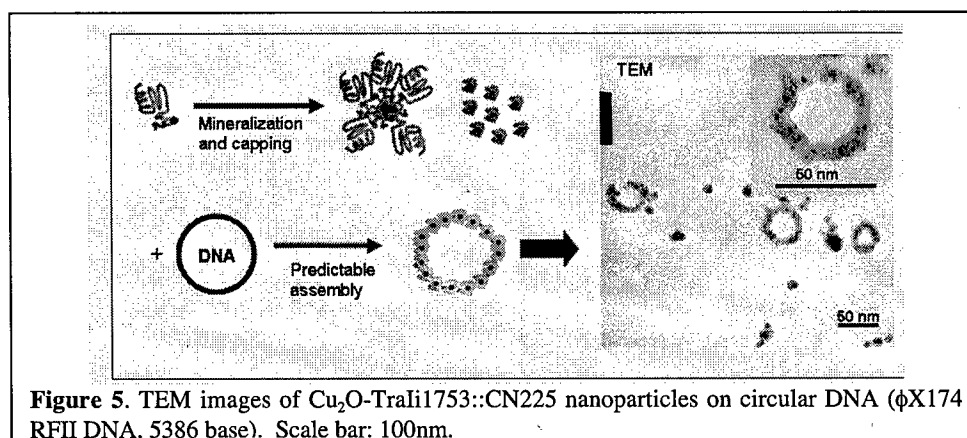 Mineralization
and capping
+
DNA
Predictable
assembly
TEM
50 nm
50 nm
Figure 5. TEM images of Cu₂O-TraIi1753::CN225 nanoparticles on circular DNA (ϕX174
RFII DNA, 5386 base). Scale bar: 100nm.